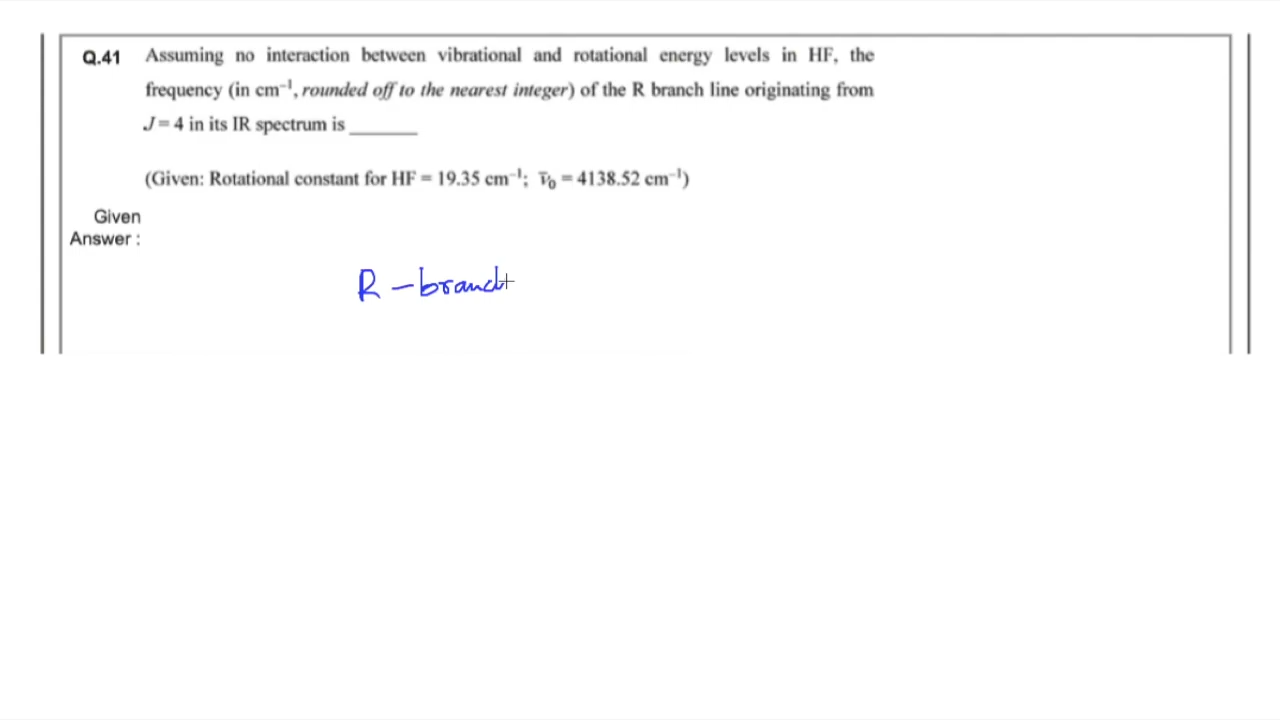 Q.41 Assuming no interaction between vibrational and rotational energy levels in HF, the
frequency (in cm⁻¹, rounded off to the nearest integer) of the R branch line originating from
J = 4 in its IR spectrum is ______
(Given: Rotational constant for HF = 19.35 cm⁻¹; ν̄₀ = 4138.52 cm⁻¹)
Given
Answer :
R - branch